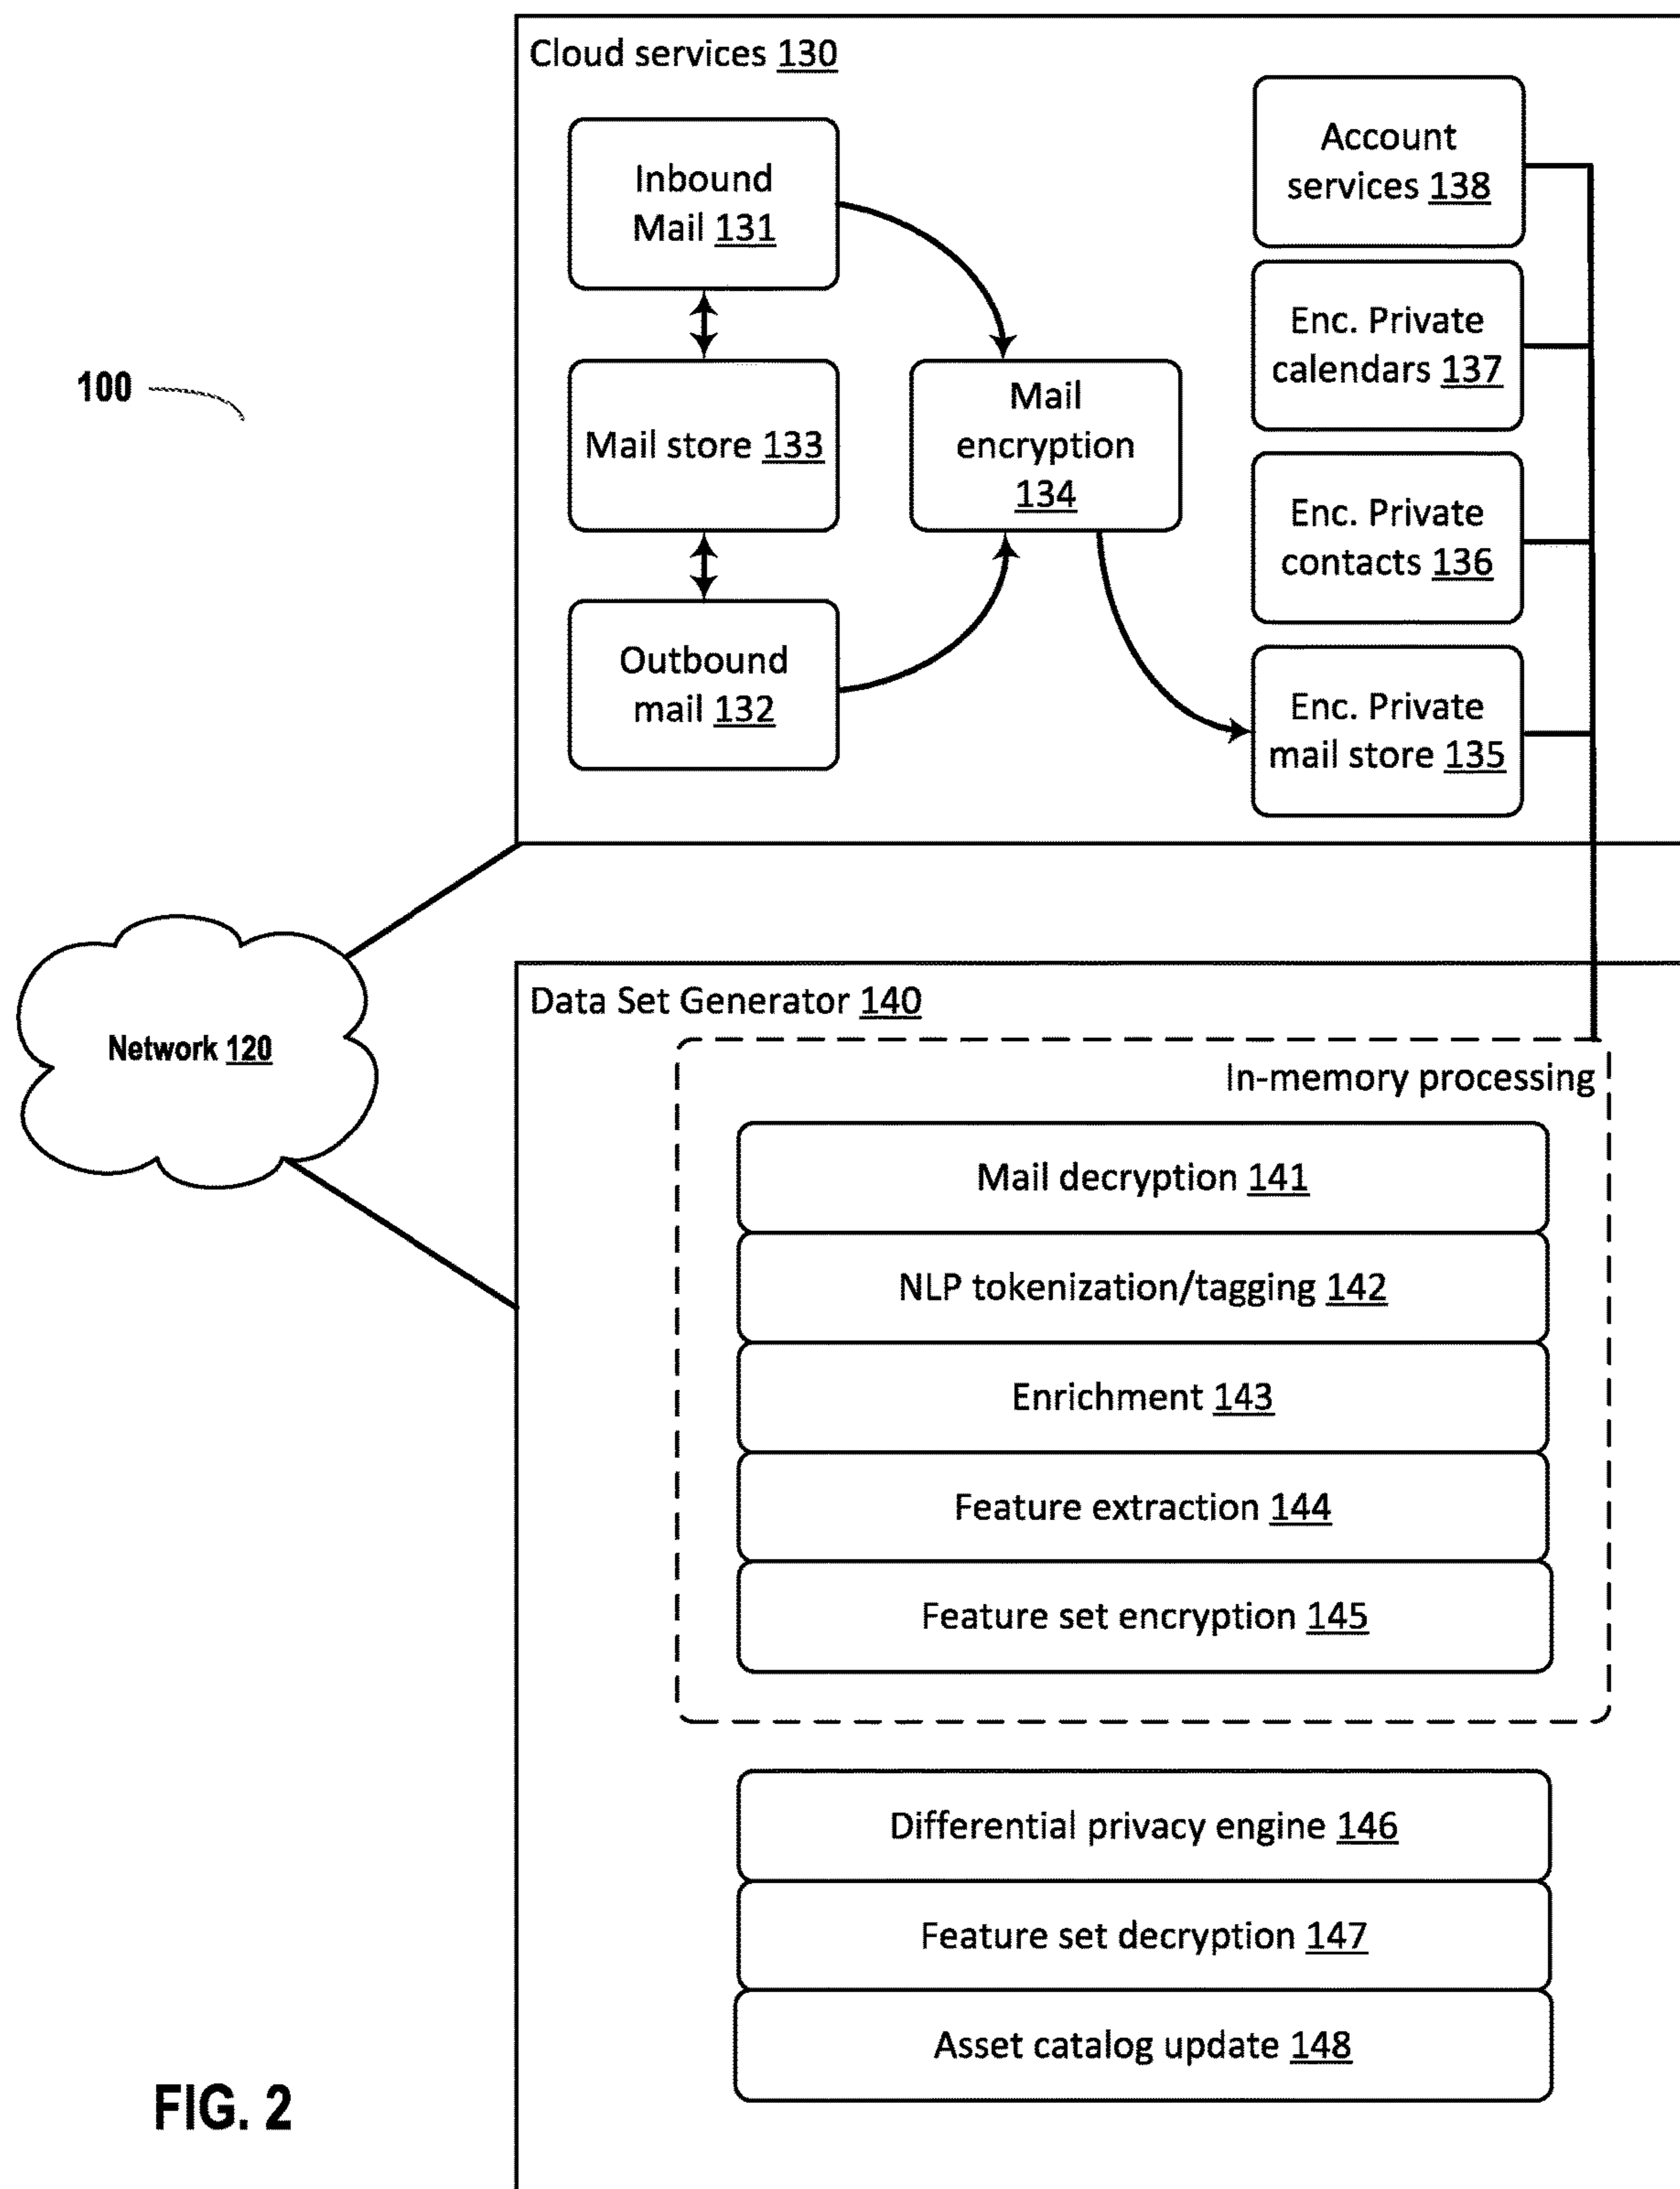 Cloud services 130
Inbound
Mail 131
Mail store 133
Outbound
mail 132
Mail
encryption
134
Account
services 138
Enc. Private
calendars 137
Enc. Private
contacts 136
Enc. Private
mail store 135
100
Network 120
Data Set Generator 140
In-memory processing
Mail decryption 141
NLP tokenization/tagging 142
Enrichment 143
Feature extraction 144
Feature set encryption 145
Differential privacy engine 146
Feature set decryption 147
Asset catalog update 148
FIG. 2